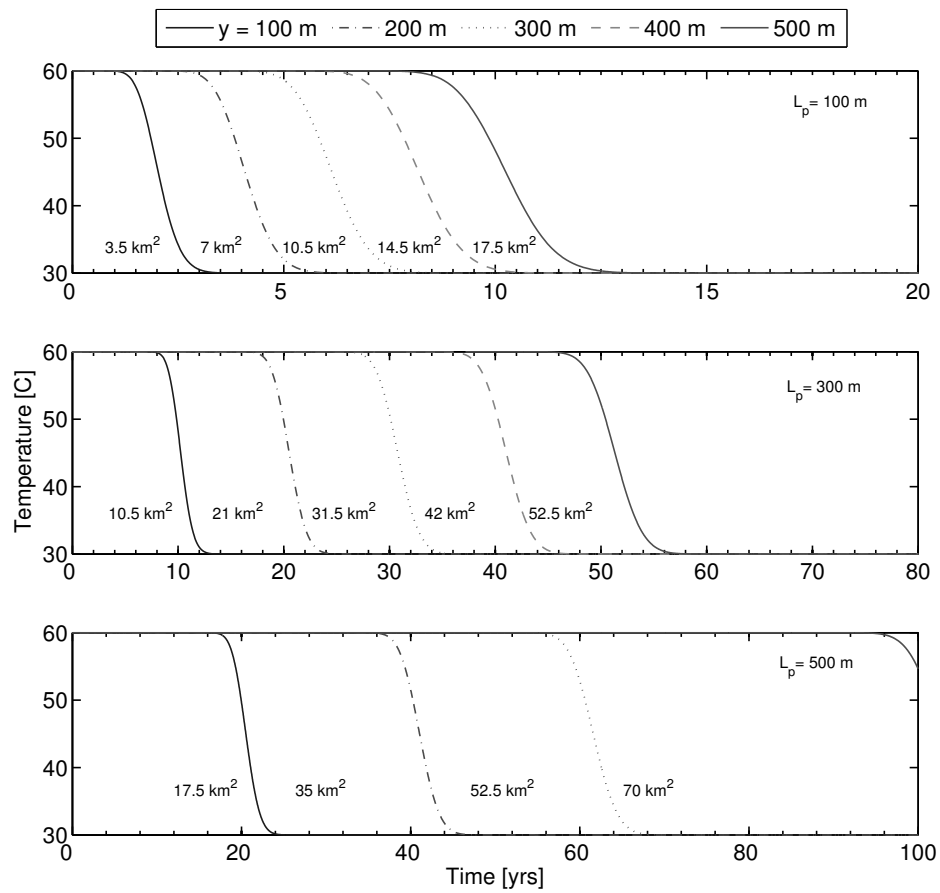 y = 100 m 200 m 300 m 400 m 500 m
60
50
40
30
L_p= 100 m
3.5 km² 7 km² 10.5 km² 14.5 km² 17.5 km²
0 5 10 15 20
Temperature [C]
60
50
40
30
L_p= 300 m
10.5 km² 21 km² 31.5 km² 42 km² 52.5 km²
0 10 20 30 40 50 60 70 80
60
50
40
30
L_p= 500 m
17.5 km² 35 km² 52.5 km² 70 km²
0 20 40 60 80 100
Time [yrs]